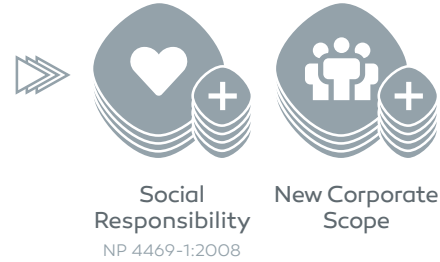 Social
Responsibility
NP 4469-1:2008
New Corporate
Scope